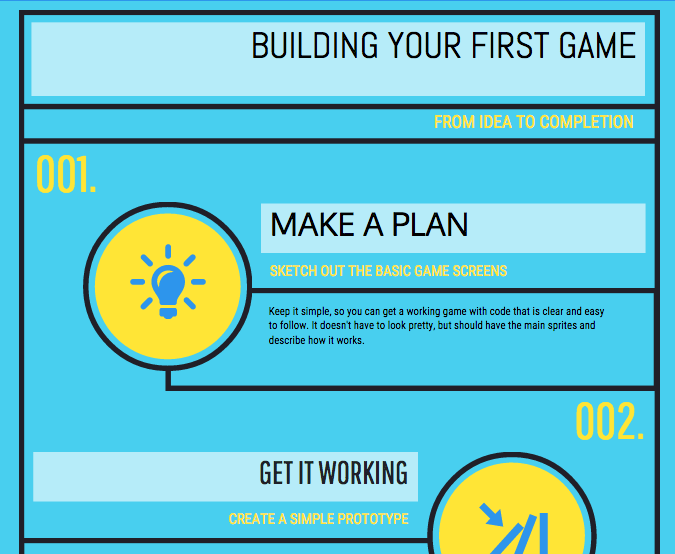 BUILDING YOUR FIRST GAME
FROM IDEA TO COMPLETION
001.
MAKE A PLAN
SKETCH OUT THE BASIC GAME SCREENS
Keep it simple, so you can get a working game with code that is clear and easy
to follow. It doesn't have to look pretty, but should have the main sprites and
describe how it works.
002.
GET IT WORKING
CREATE A SIMPLE PROTOTYPE